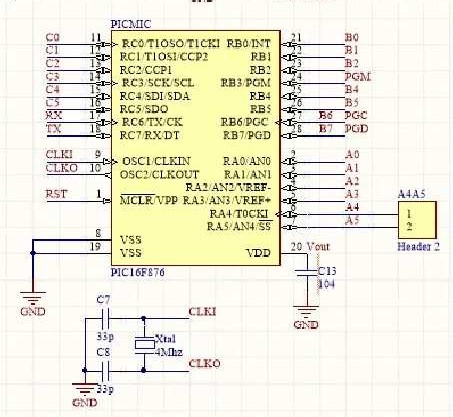 PICMIC
C0 11 RC0/T1OSO/T1CKI RB0/INT 21 B0
C1 12 RC1/T1OSI/CCP2 RB1 22 B1
C2 13 RC2/CCP1 RB2 23 B2
C3 14 RC3/SCK/SCL RB3/PGM 24 PGM
C4 15 RC4/SDI/SDA RB4 25 B4
C5 16 RC5/SDO RB5 26 B5
RX 17 RC6/TX/CK RB6/PGC 27 B6 PGC
TX 18 RC7/RX/DT RB7/PGD 28 B7 PGD
CLKI 9 OSC1/CLKIN RA0/AN0 2 A0
CLKO 10 OSC2/CLKOUT RA1/AN1 3 A1
RA2/AN2/VREF- 4 A2
RST 1 MCLR/VPP RA3/AN3/VREF+ 5 A3
RA4/T0CKI 6 A4
RA5/AN4/SS 7 A5
A4A5
1
2
Header 2
8 VSS
19 VSS VDD 20 Vout
PIC16F876
C13
104
GND
GND
C7
33p
CLKI
Xtal
4Mhz
C8
33p
CLKO
GND